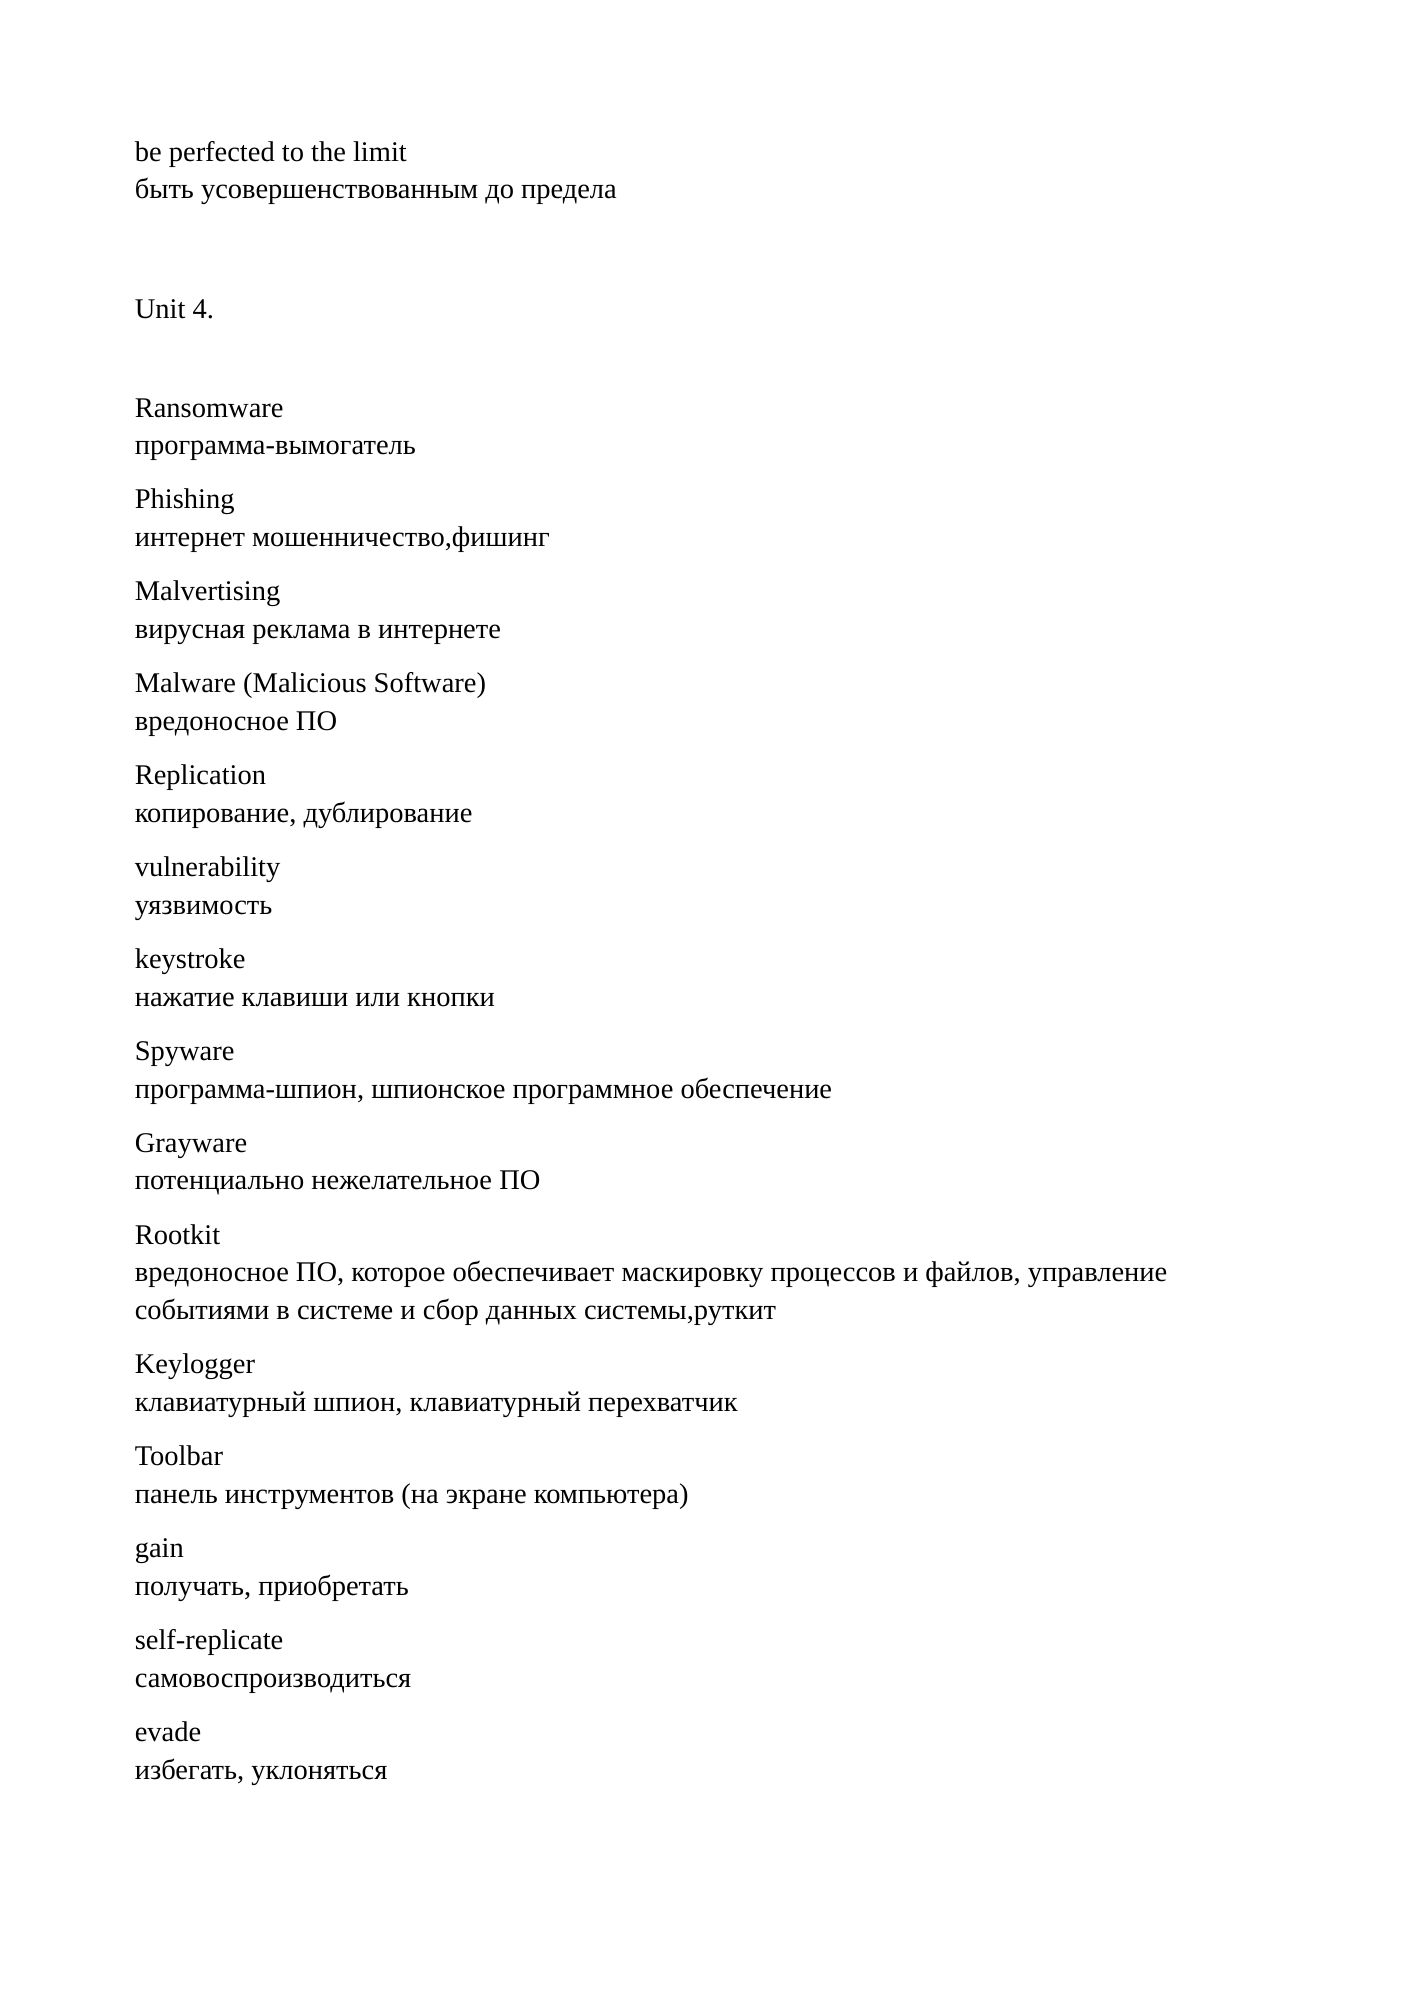 be perfected to the limit
быть усовершенствованным до предела
Unit 4.
Ransomware
программа-вымогатель
Phishing
интернет мошенничество,фишинг
Malvertising
вирусная реклама в интернете
Malware (Malicious Software)
вредоносное ПО
Replication
копирование, дублирование
vulnerability
уязвимость
keystroke
нажатие клавиши или кнопки
Spyware
программа-шпион, шпионское программное обеспечение
Grayware
потенциально нежелательное ПО
Rootkit
вредоносное ПО, которое обеспечивает маскировку процессов и файлов, управление
событиями в системе и сбор данных системы,руткит
Keylogger
клавиатурный шпион, клавиатурный перехватчик
Toolbar
панель инструментов (на экране компьютера)
gain
получать, приобретать
self-replicate
самовоспроизводиться
evade
избегать, уклоняться